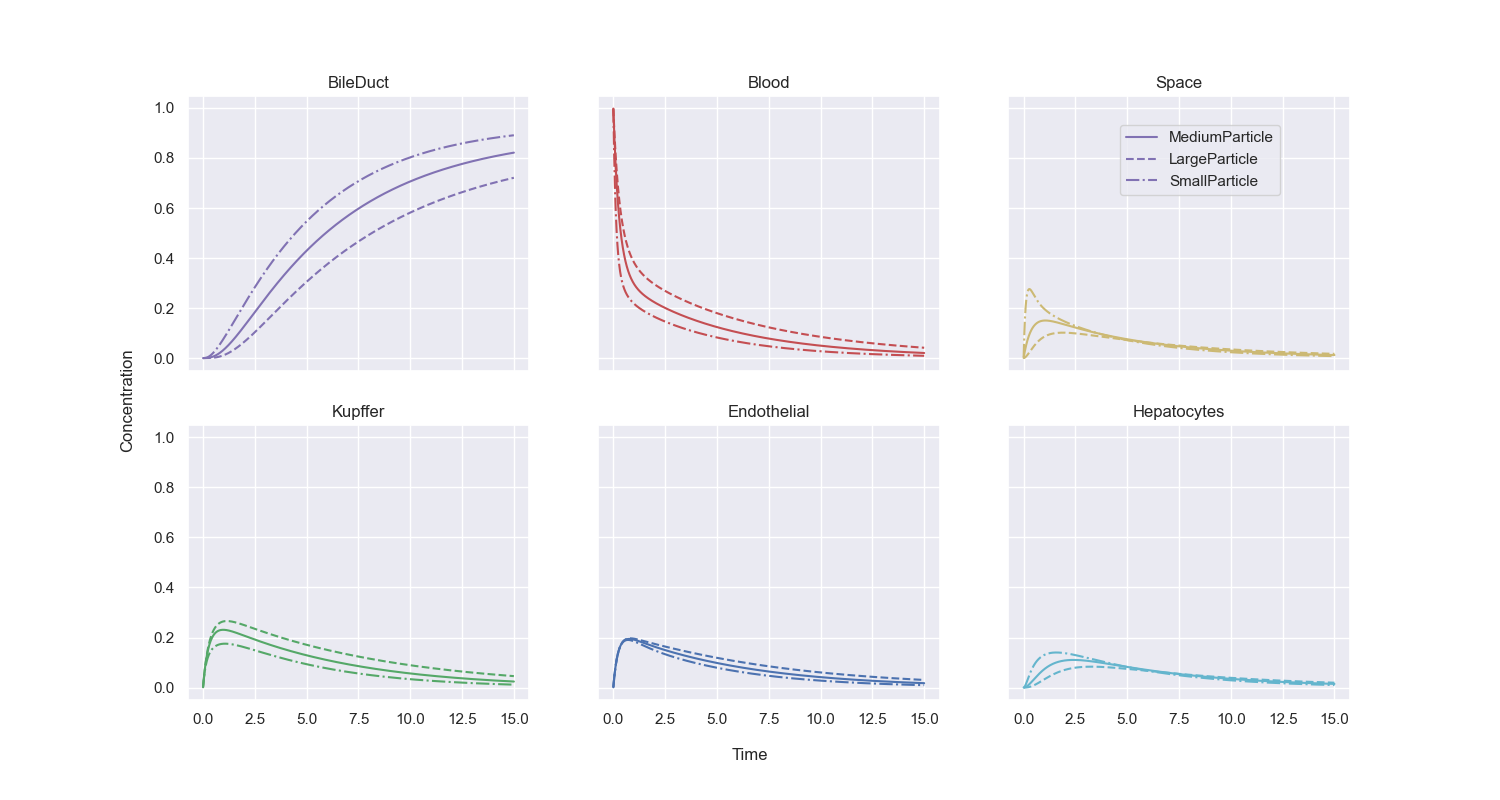 BileDuct
Blood
Space
1.0
0.8
0.6
0.4
0.2
0.0
MediumParticle
LargeParticle
SmallParticle
Concentration
Kupffer
Endothelial
Hepatocytes
1.0
0.8
0.6
0.4
0.2
0.0
0.0 2.5 5.0 7.5 10.0 12.5 15.0
0.0 2.5 5.0 7.5 10.0 12.5 15.0
0.0 2.5 5.0 7.5 10.0 12.5 15.0
Time